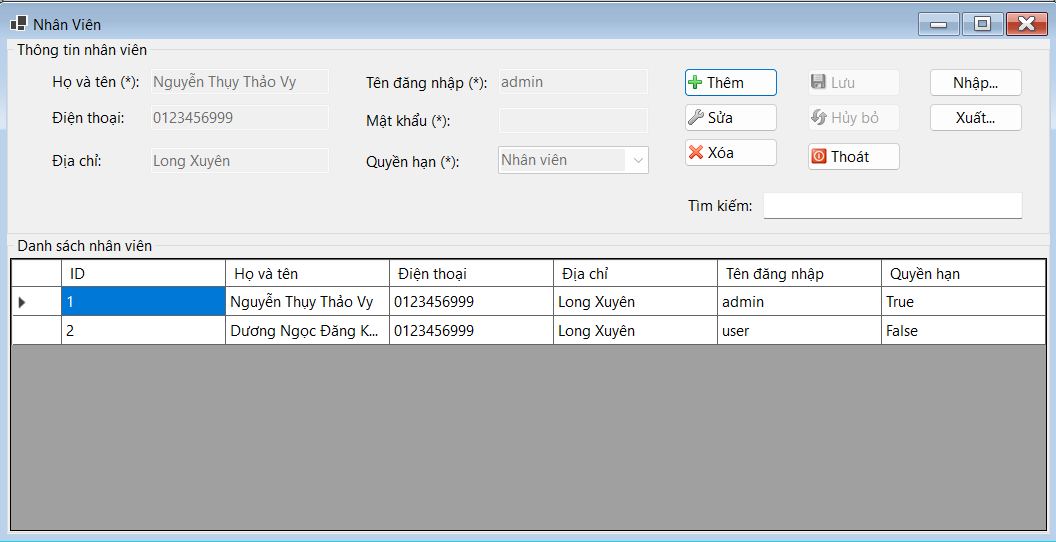 Nhân Viên
Thông tin nhân viên
Họ và tên (*): Nguyễn Thụy Thảo Vy Tên đăng nhập (*): admin Thêm Lưu Nhập...
Điện thoại: 0123456999 Mật khẩu (*): Sửa Hủy bỏ Xuất...
Địa chỉ: Long Xuyên Quyền hạn (*): Nhân viên Xóa Thoát
Tìm kiếm:
Danh sách nhân viên
ID Họ và tên Điện thoại Địa chỉ Tên đăng nhập Quyền hạn
1 Nguyễn Thụy Thảo Vy 0123456999 Long Xuyên admin True
2 Dương Ngọc Đăng K... 0123456999 Long Xuyên user False